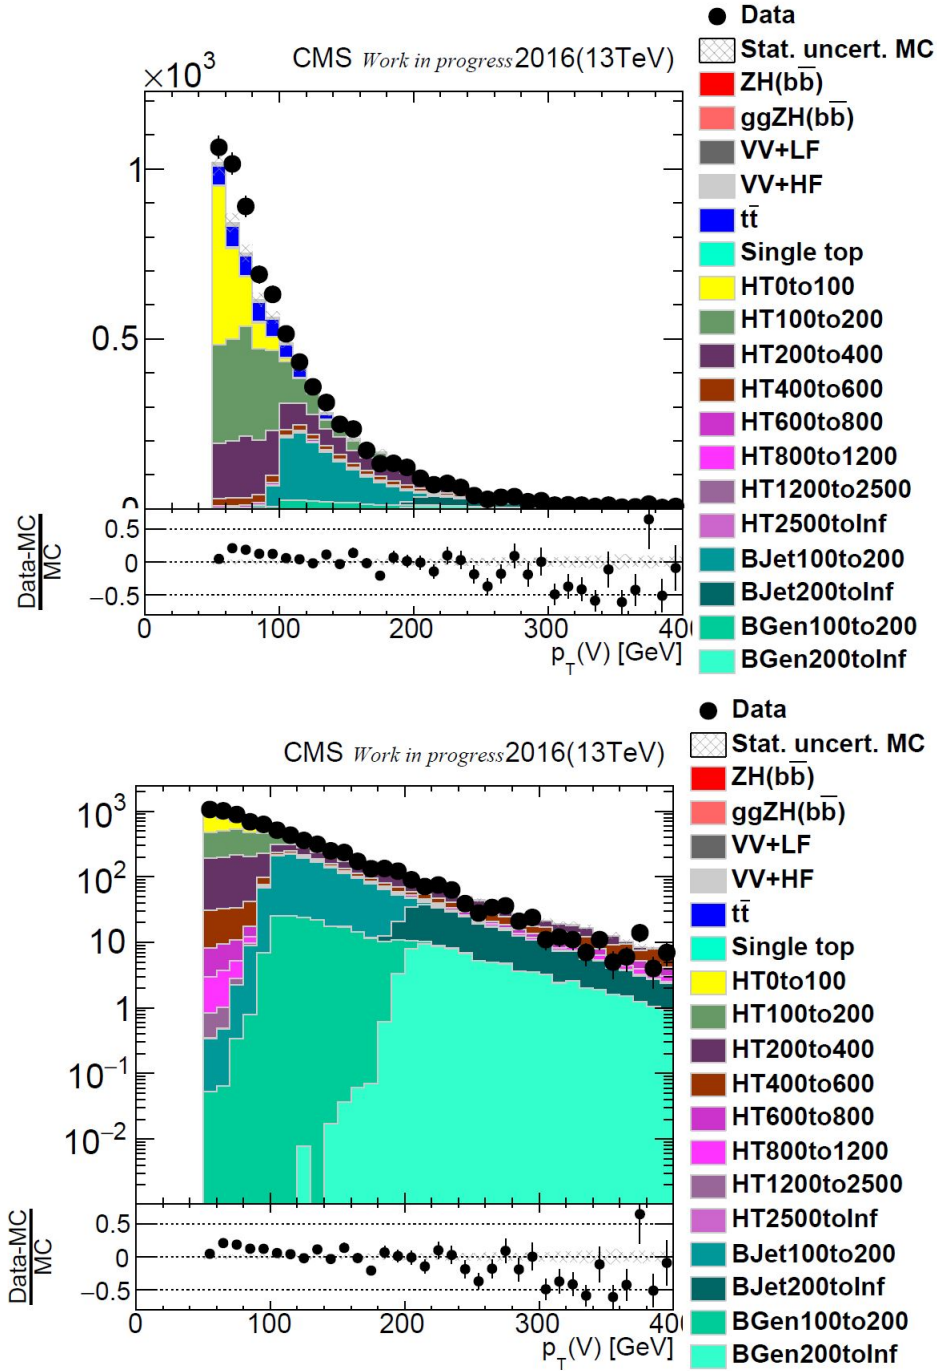 Data
Stat. uncert. MC
ZH(bb̅)
ggZH(bb̅)
VV+LF
VV+HF
tt̅
Single top
HT0to100
HT100to200
HT200to400
HT400to600
HT600to800
HT800to1200
HT1200to2500
HT2500toInf
BJet100to200
BJet200toInf
BGen100to200
BGen200toInf
CMS Work in progress 2016(13TeV)
×10³
1
0.5
0
Data-MC
MC
0.5
0
−0.5
0 100 200 300 400
p_T(V) [GeV]
Data
Stat. uncert. MC
ZH(bb̅)
ggZH(bb̅)
VV+LF
VV+HF
tt̅
Single top
HT0to100
HT100to200
HT200to400
HT400to600
HT600to800
HT800to1200
HT1200to2500
HT2500toInf
BJet100to200
BJet200toInf
BGen100to200
BGen200toInf
CMS Work in progress 2016(13TeV)
10³
10²
10
1
10⁻¹
10⁻²
Data-MC
MC
0.5
0
−0.5
0 100 200 300 400
p_T(V) [GeV]